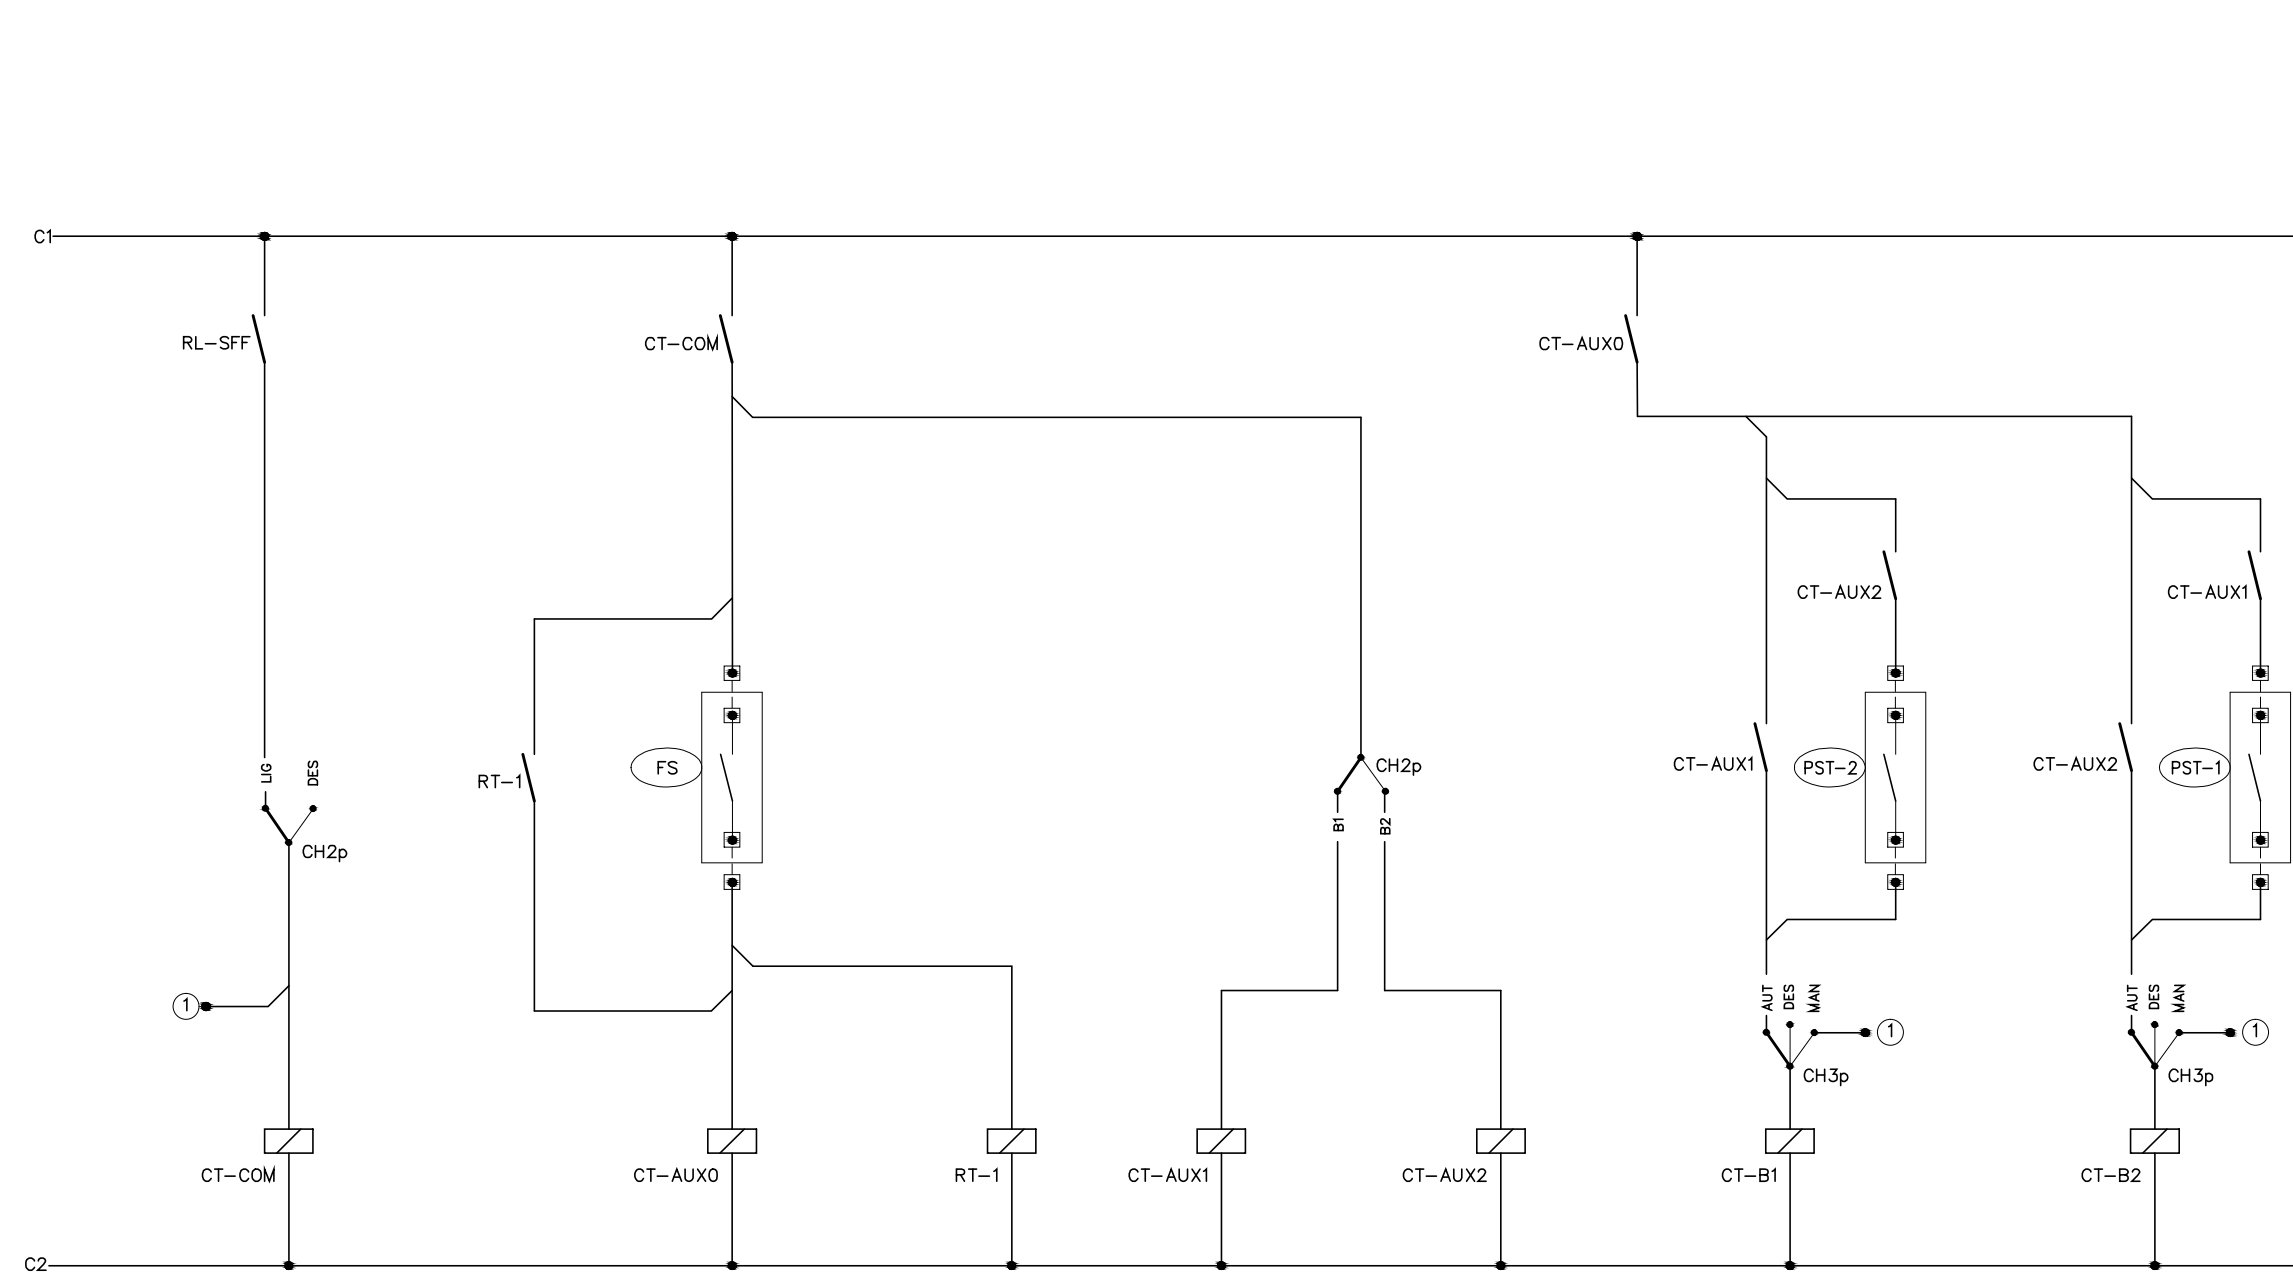 C1
RL-SFF
CT-COM
CT-AUX0
CT-AUX2
CT-AUX1
LIG
DES
CH2p
RT-1
FS
CH2p
B1
B2
CT-AUX1
PST-2
CT-AUX2
PST-1
1
AUT
DES
MAN
1
CH3p
AUT
DES
MAN
1
CH3p
CT-COM
CT-AUX0
RT-1
CT-AUX1
CT-AUX2
CT-B1
CT-B2
C2